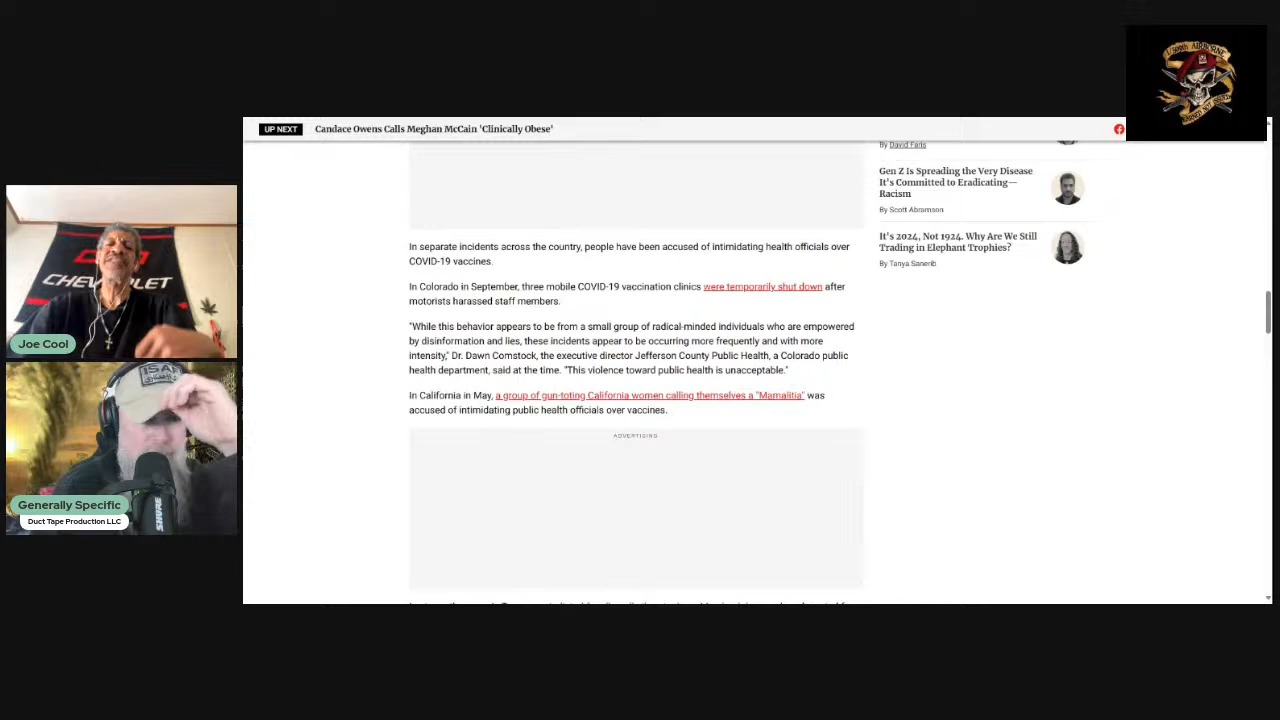 UP NEXT Candace Owens Calls Meghan McCain 'Clinically Obese'
By David Faris
Gen Z Is Spreading the Very Disease
It's Committed to Eradicating—
Racism
By Scott Abramson
It's 2024, Not 1924. Why Are We Still
Trading in Elephant Trophies?
By Tanya Sanerib
In separate incidents across the country, people have been accused of intimidating health officials over
COVID-19 vaccines.
In Colorado in September, three mobile COVID-19 vaccination clinics were temporarily shut down after
motorists harassed staff members.
"While this behavior appears to be from a small group of radical-minded individuals who are empowered
by disinformation and lies, these incidents appear to be occurring more frequently and with more
intensity," Dr. Dawn Comstock, the executive director Jefferson County Public Health, a Colorado public
health department, said at the time. "This violence toward public health is unacceptable."
In California in May, a group of gun-toting California women calling themselves a "Mamalitia" was
accused of intimidating public health officials over vaccines.
ADVERTISING
CHEVROLET
Joe Cool
SHURE
Generally Specific
Duct Tape Production LLC
AIRBORNE